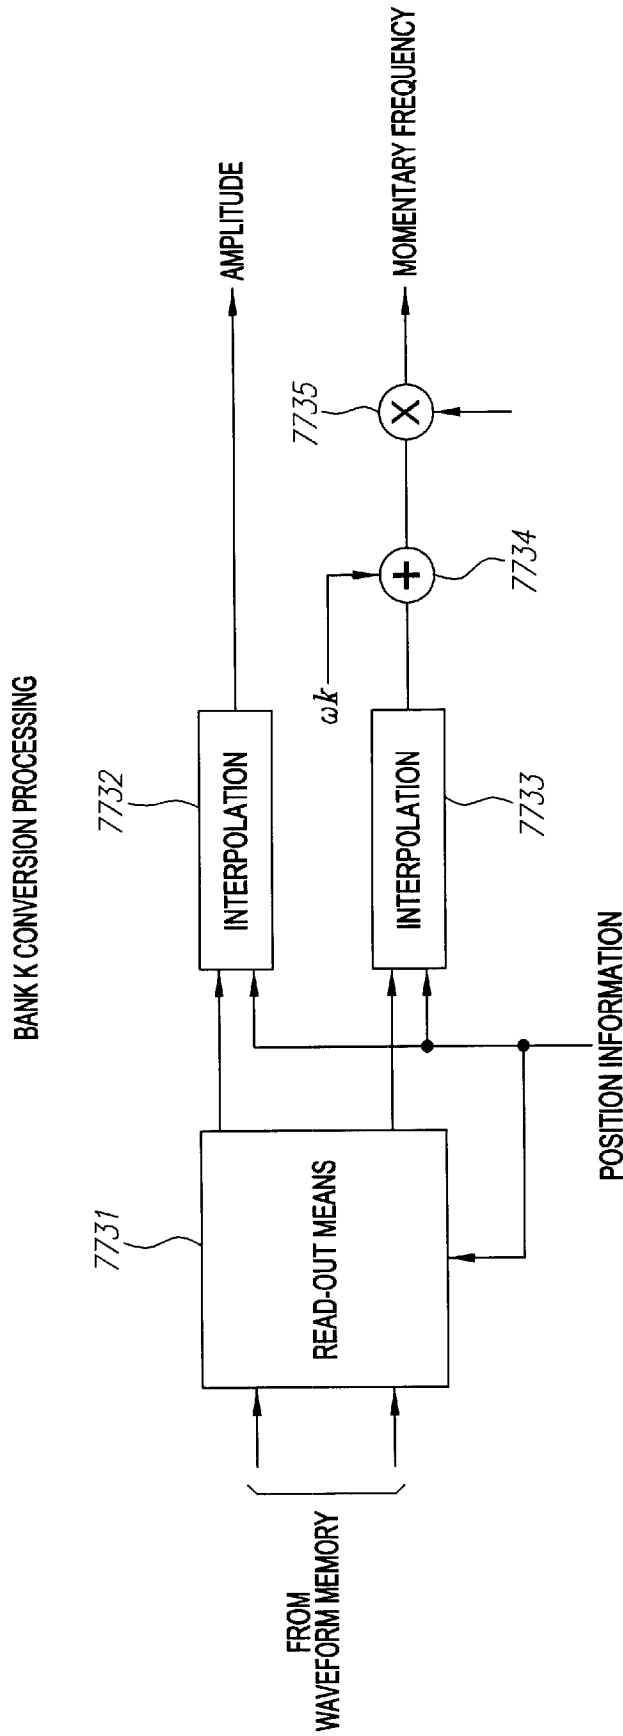 BANK K CONVERSION PROCESSING
FROM
WAVEFORM MEMORY
7731
READ-OUT MEANS
POSITION INFORMATION
7732
INTERPOLATION
AMPLITUDE
INTERPOLATION
7733
ωk
+
7734
7735
X
MOMENTARY FREQUENCY